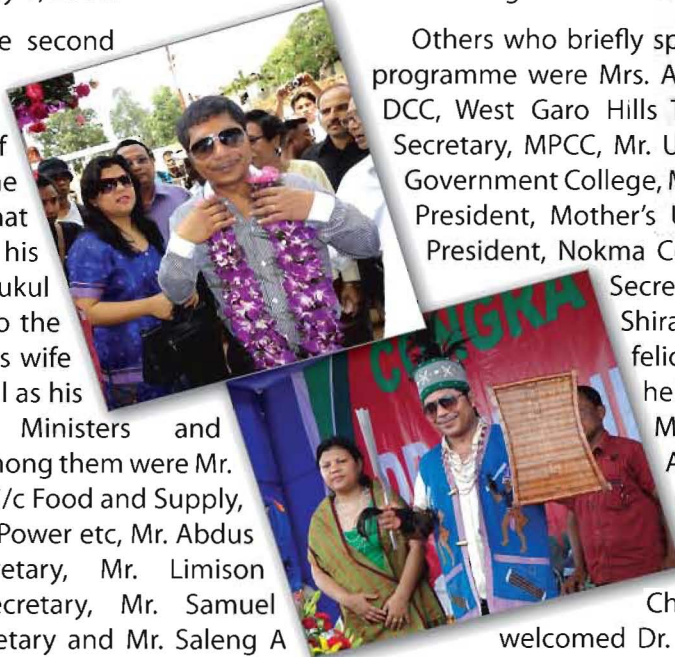 e second
f
he
hat
his
ukul
o the
s wife
l as his
Ministers and
mong them were Mr.
/c Food and Supply,
Power etc, Mr. Abdus
retary, Mr. Limison
ecretary, Mr. Samuel
etary and Mr. Saleng A
Others who briefly sp
programme were Mrs. A
DCC, West Garo Hills T
Secretary, MPCC, Mr. U
Government College, M
President, Mother's U
President, Nokma C
Secre
Shira
felic
he
M
A
Ch
welcomed Dr.
CONGRA